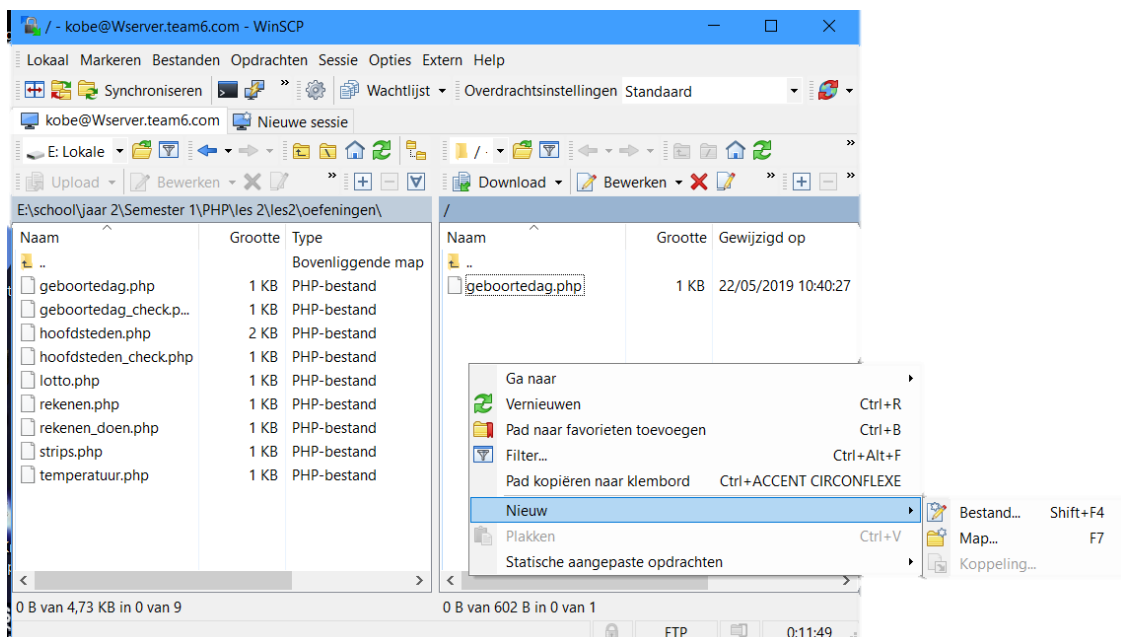 / - kobe@Wserver.team6.com - WinSCP
Lokaal Markeren Bestanden Opdrachten Sessie Opties Extern Help
Synchroniseren » Wachtlijst Overdrachtsinstellingen Standaard
kobe@Wserver.team6.com Nieuwe sessie
E: Lokale / »
Upload Bewerken » Download Bewerken » »
E:\school\jaar 2\Semester 1\PHP\les 2\les2\oefeningen\ /
Naam Grootte Type Naam Grootte Gewijzigd op
.. Bovenliggende map ..
geboortedag.php 1 KB PHP-bestand geboortedag.php 1 KB 22/05/2019 10:40:27
geboortedag_check.p... 1 KB PHP-bestand
hoofdsteden.php 2 KB PHP-bestand
hoofdsteden_check.php 1 KB PHP-bestand
lotto.php 1 KB PHP-bestand
rekenen.php 1 KB PHP-bestand
rekenen_doen.php 1 KB PHP-bestand
strips.php 1 KB PHP-bestand
temperatuur.php 1 KB PHP-bestand
Ga naar
Vernieuwen Ctrl+R
Pad naar favorieten toevoegen Ctrl+B
Filter... Ctrl+Alt+F
Pad kopiëren naar klembord Ctrl+ACCENT CIRCONFLEXE
Nieuw
Plakken Ctrl+V
Statische aangepaste opdrachten
Bestand... Shift+F4
Map... F7
Koppeling...
0 B van 4,73 KB in 0 van 9 0 B van 602 B in 0 van 1
FTP 0:11:49